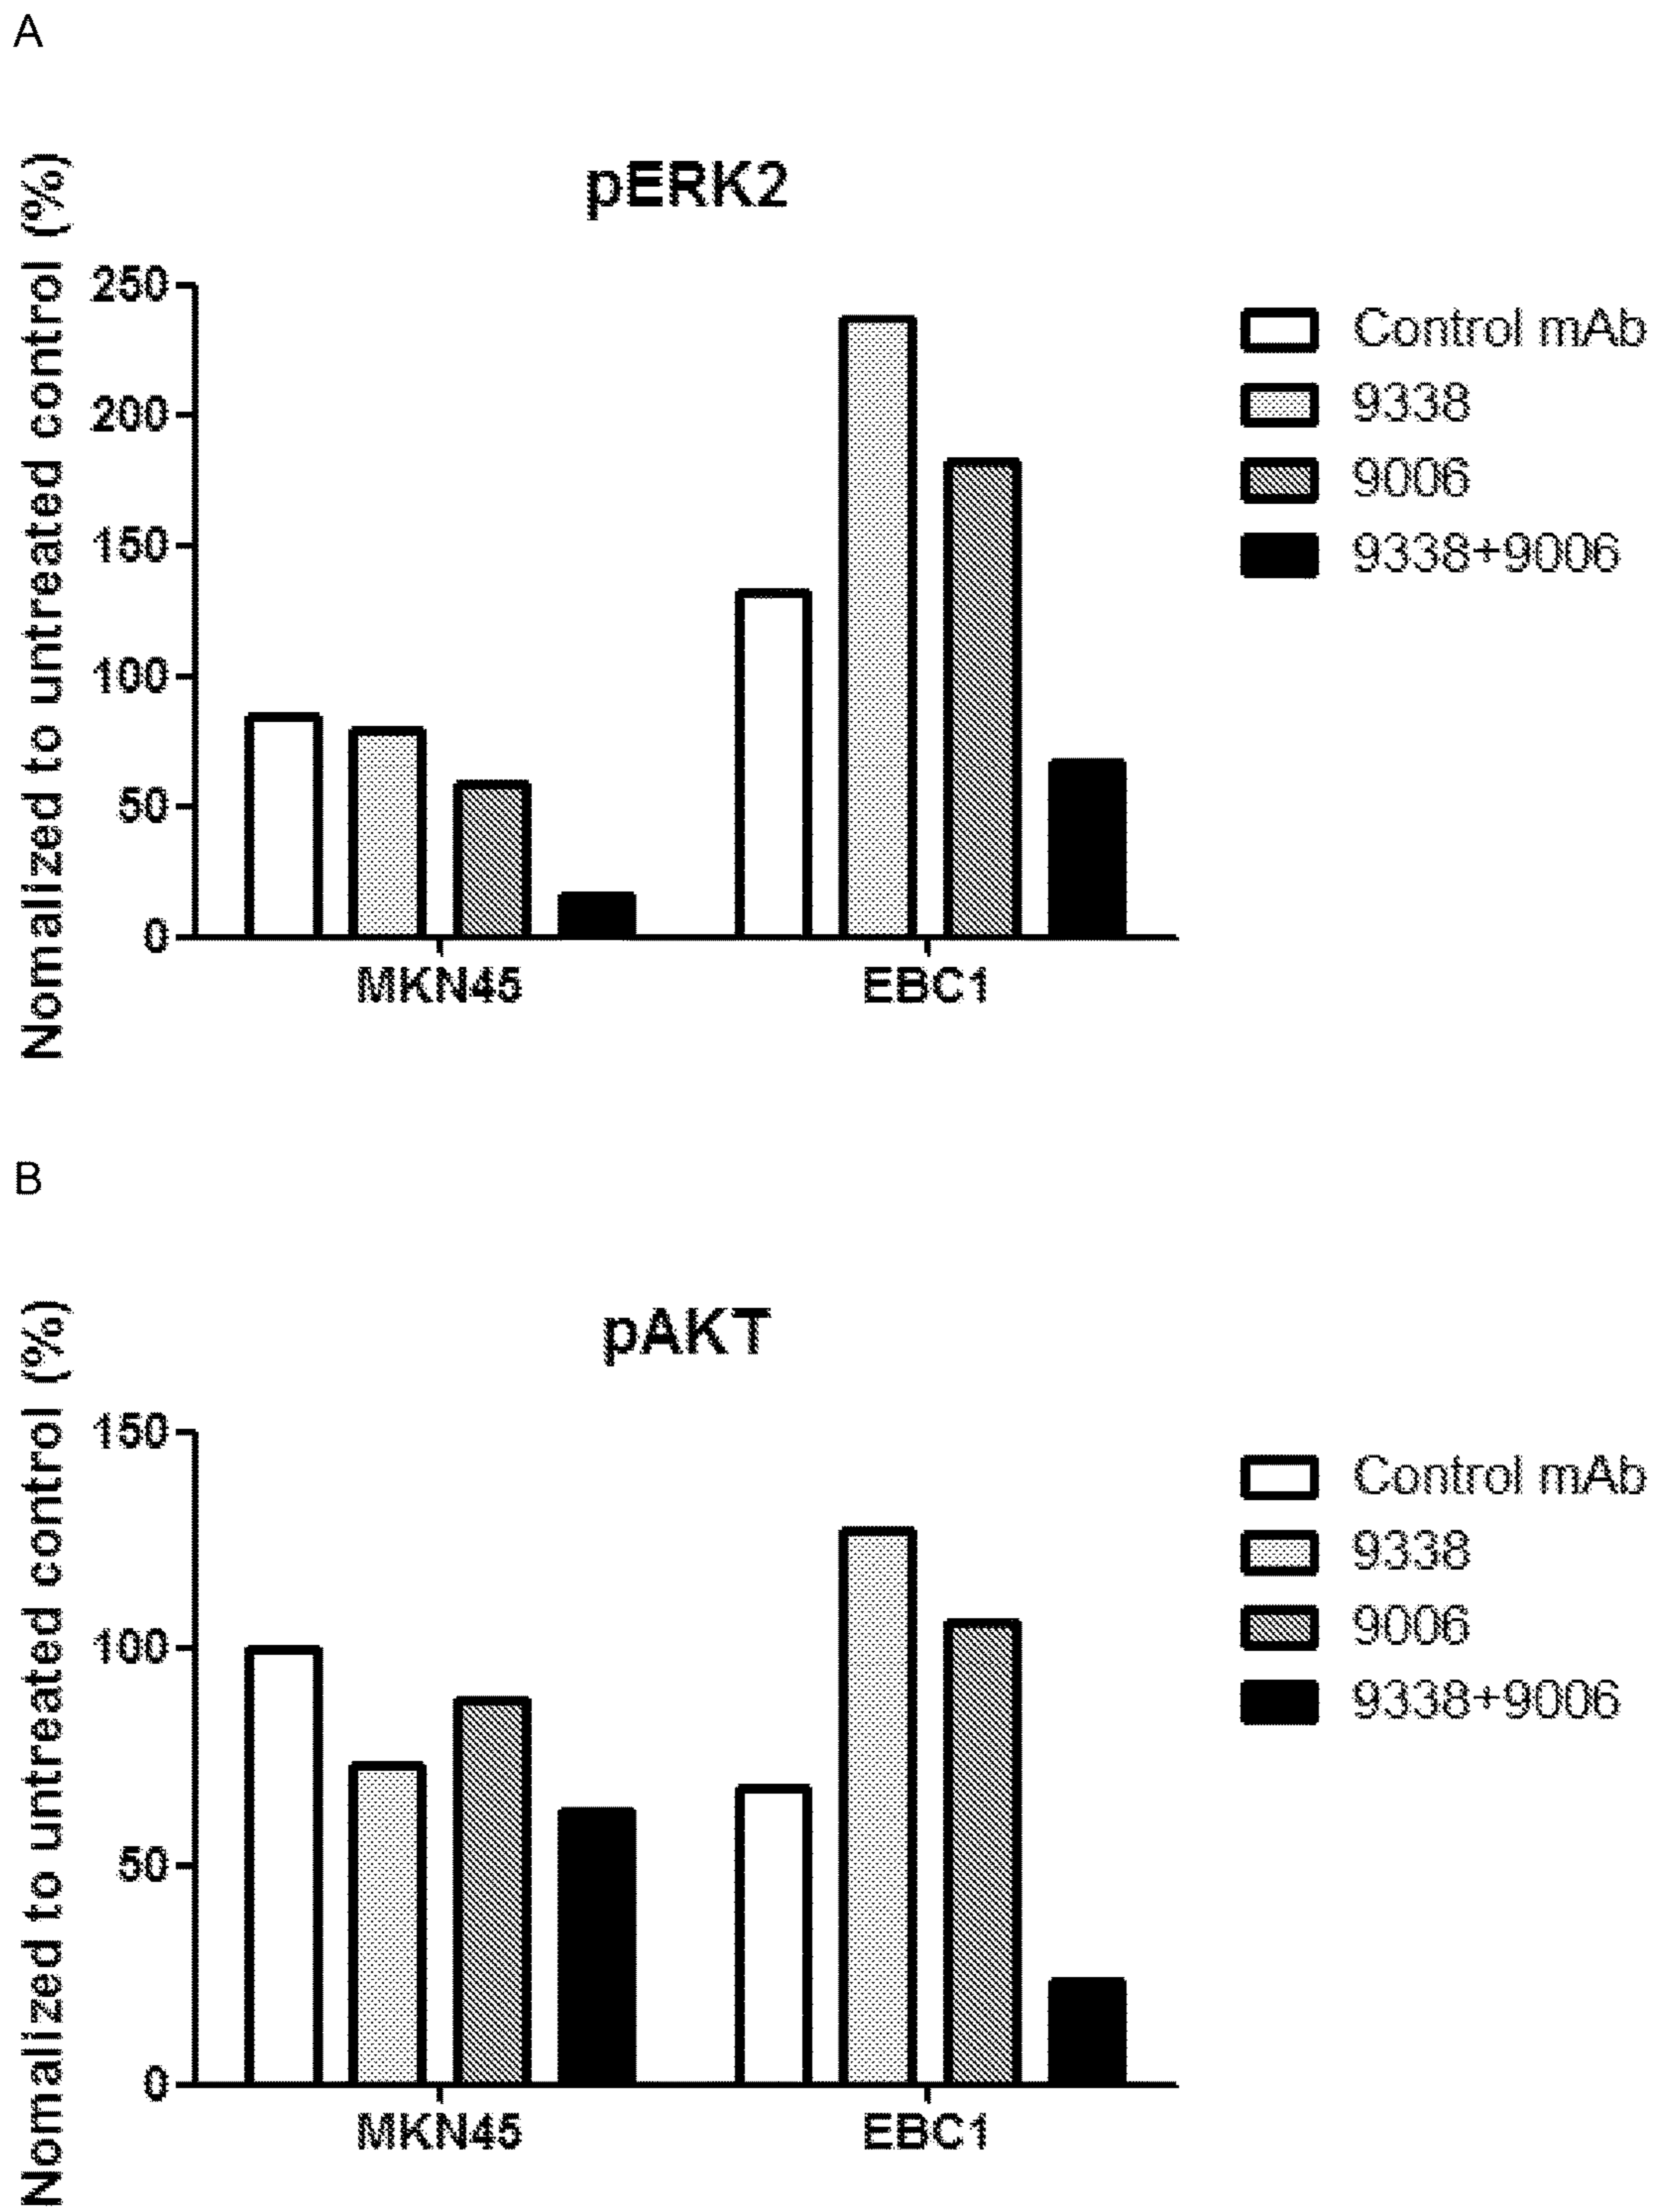 A
pERK2
Nomalized to untreated control (%)
250
200
150
100
50
0
MKN45
EBC1
Control mAb
9338
9006
9338+9006
B
pAKT
Nomalized to untreated control (%)
150
100
50
0
MKN45
EBC1
Control mAb
9338
9006
9338+9006